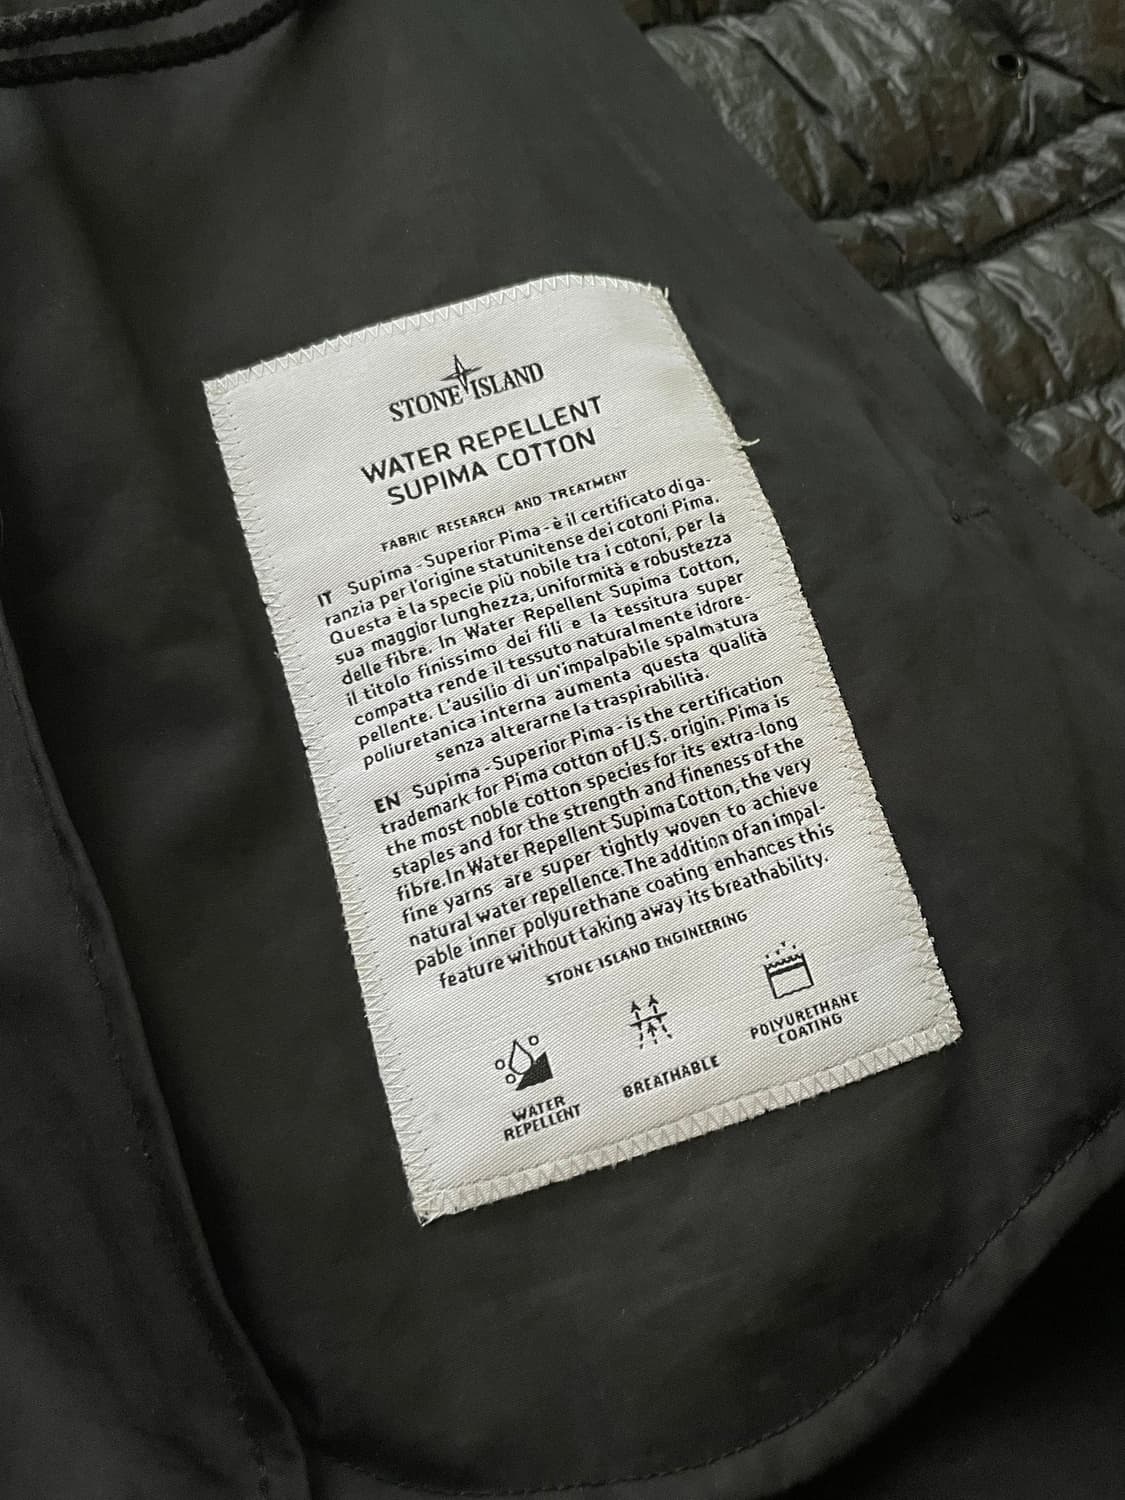 STONE ISLAND
WATER REPELLENT
SUPIMA COTTON
FABRIC RESEARCH AND TREATMENT
IT Supima - Superior Pima - è il certificato di ga-
ranzia per l'origine statunitense dei cotoni Pima.
Questa è la specie più nobile tra i cotoni, per la
sua maggior lunghezza, uniformità e robustezza
delle fibre. In Water Repellent Supima Cotton,
il titolo finissimo dei fili e la tessitura super
compatta rende il tessuto naturalmente idrore-
pellente. L'ausilio di un'impalpabile spalmatura
poliuretanica interna aumenta questa qualità
senza alterarne la traspirabilità.
EN Supima - Superior Pima - is the certification
trademark for Pima cotton of U.S. origin. Pima is
the most noble cotton species for its extra-long
staples and for the strength and fineness of the
fibre. In Water Repellent Supima Cotton, the very
fine yarns are super tightly woven to achieve
natural water repellence. The addition of an impal-
pable inner polyurethane coating enhances this
feature without taking away its breathability.
STONE ISLAND ENGINEERING
WATER
REPELLENT
BREATHABLE
POLYURETHANE
COATING